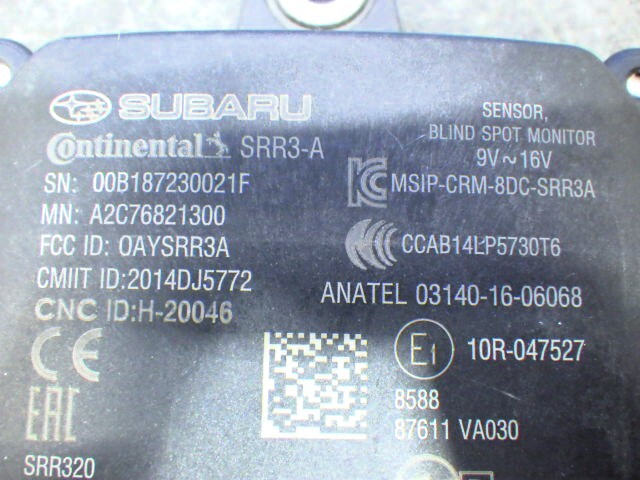 SUBARU
Continental SRR3-A
SN: 00B187230021F
MN: A2C76821300
FCC ID: OAYSRR3A
CMIIT ID:2014DJ5772
CNC ID:H-20046
CE
EAC
SRR320
SENSOR,
BLIND SPOT MONITOR
9V~16V
MSIP-CRM-8DC-SRR3A
CCAB14LP5730T6
ANATEL 03140-16-06068
E1 10R-047527
8588
87611 VA030